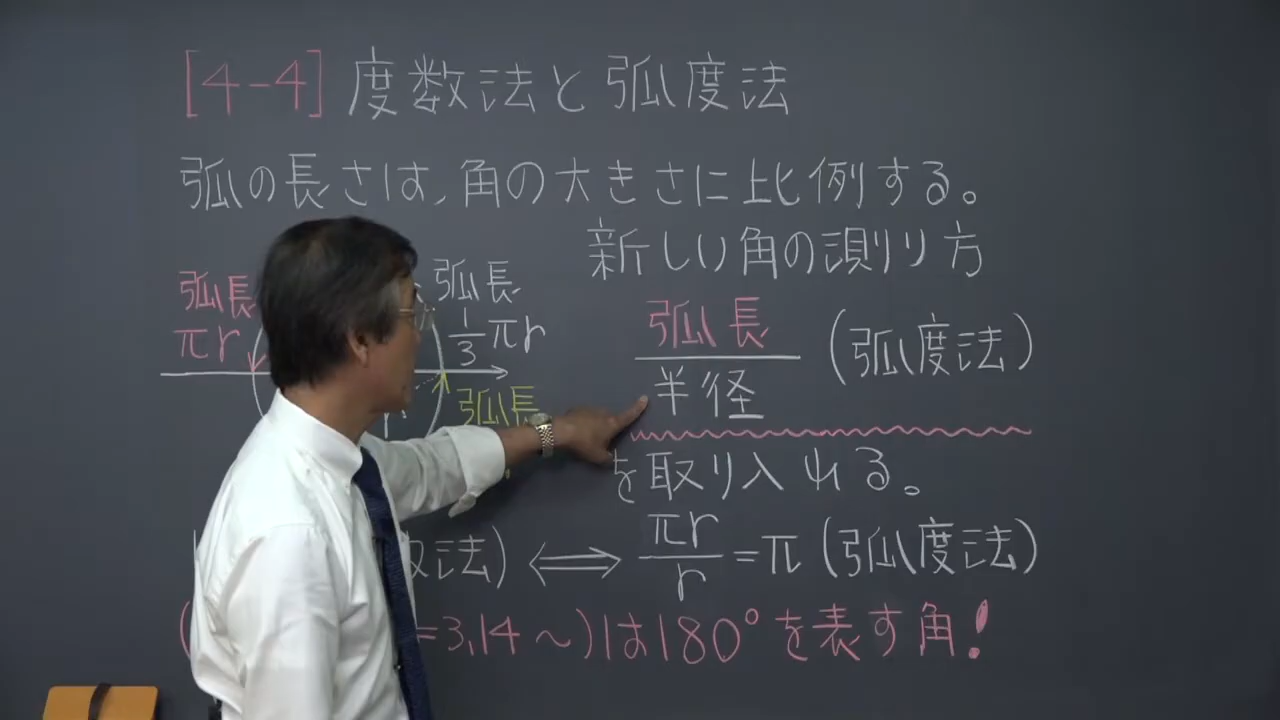 [4-4] 度数法と弧度法
弧の長さは、角の大きさに比例する。
新しい角の測り方
弧長
πr
弧長
1/3 πr
弧長
弧長/半径 (弧度法)
を取り入れる。
数法) ⟺ πr/r = π (弧度法)
=3.14〜)は180°を表す角!